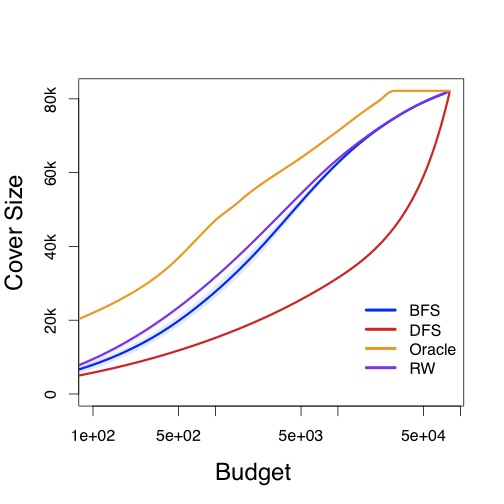 80k
60k
40k
20k
0
Cover Size
BFS
DFS
Oracle
RW
1e+02 5e+02 5e+03 5e+04
Budget